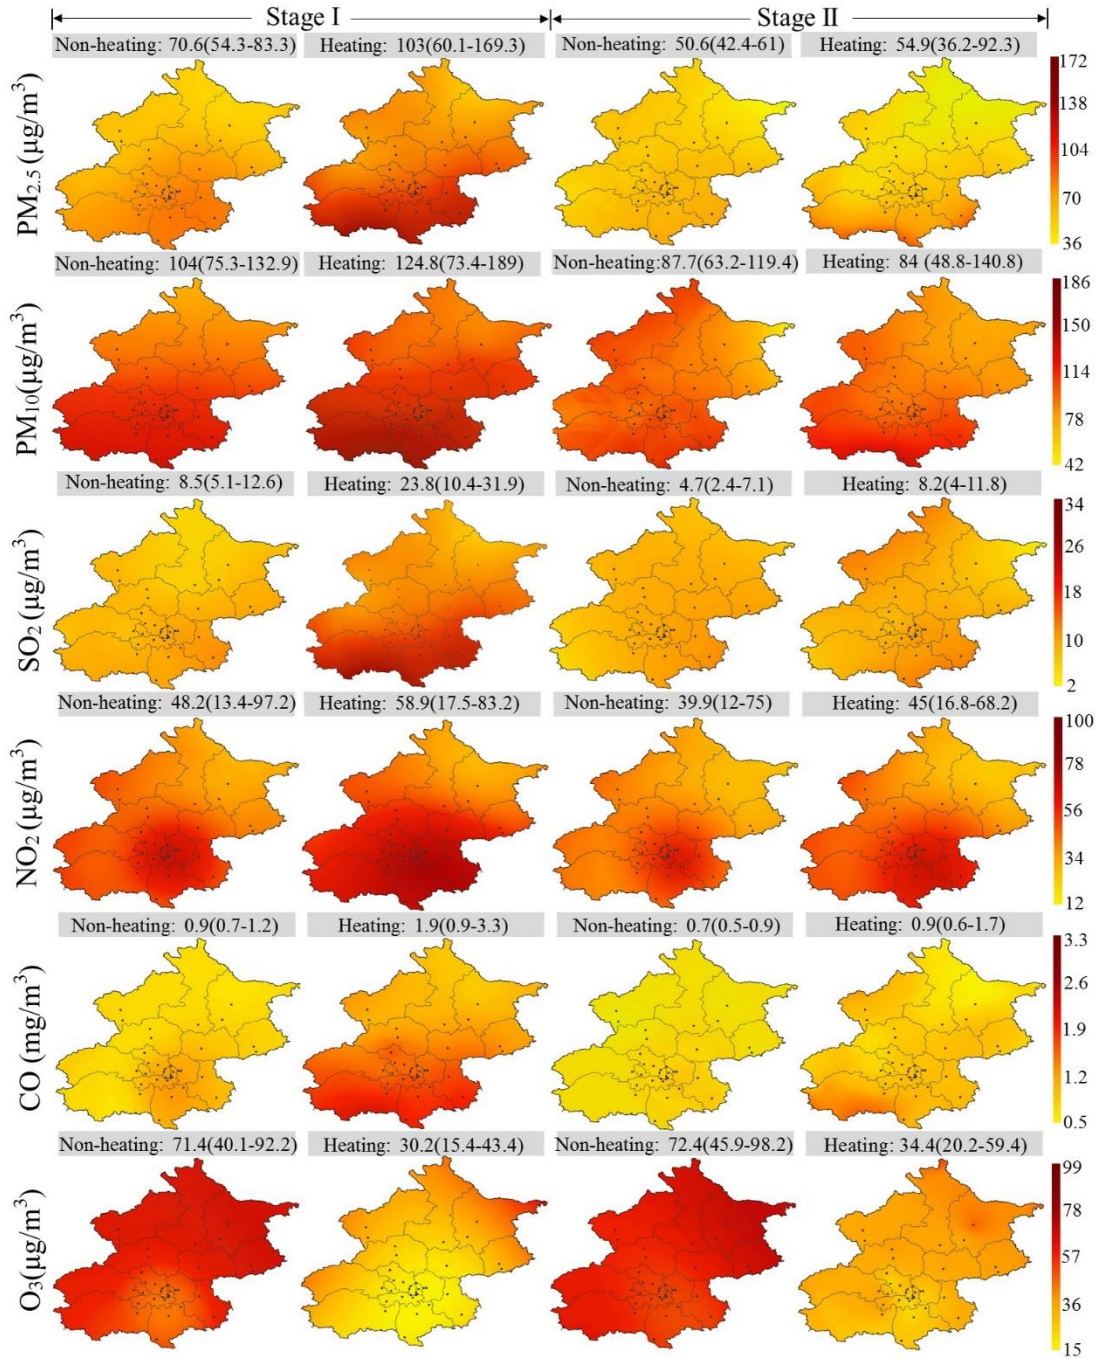 Stage I Stage II
Non-heating: 70.6(54.3-83.3) Heating: 103(60.1-169.3) Non-heating: 50.6(42.4-61) Heating: 54.9(36.2-92.3)
PM2.5 (μg/m³)
172
138
104
70
36
Non-heating: 104(75.3-132.9) Heating: 124.8(73.4-189) Non-heating:87.7(63.2-119.4) Heating: 84 (48.8-140.8)
PM10(μg/m³)
186
150
114
78
42
Non-heating: 8.5(5.1-12.6) Heating: 23.8(10.4-31.9) Non-heating: 4.7(2.4-7.1) Heating: 8.2(4-11.8)
SO2 (μg/m³)
34
26
18
10
2
Non-heating: 48.2(13.4-97.2) Heating: 58.9(17.5-83.2) Non-heating: 39.9(12-75) Heating: 45(16.8-68.2)
NO2 (μg/m³)
100
78
56
34
12
Non-heating: 0.9(0.7-1.2) Heating: 1.9(0.9-3.3) Non-heating: 0.7(0.5-0.9) Heating: 0.9(0.6-1.7)
CO (mg/m³)
3.3
2.6
1.9
1.2
0.5
Non-heating: 71.4(40.1-92.2) Heating: 30.2(15.4-43.4) Non-heating: 72.4(45.9-98.2) Heating: 34.4(20.2-59.4)
O3(μg/m³)
99
78
57
36
15